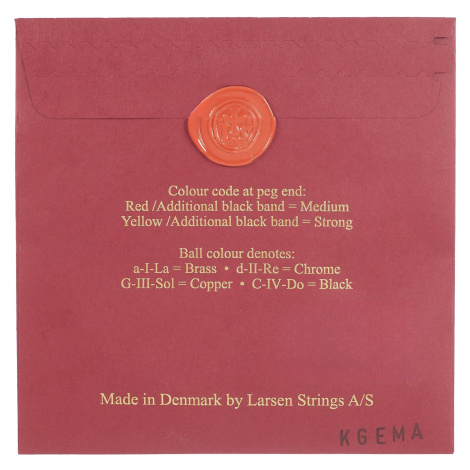 Colour code at peg end:
Red /Additional black band = Medium
Yellow /Additional black band = Strong
Ball colour denotes:
a-I-La = Brass • d-II-Re = Chrome
G-III-Sol = Copper • C-IV-Do = Black
Made in Denmark by Larsen Strings A/S
KGEMA